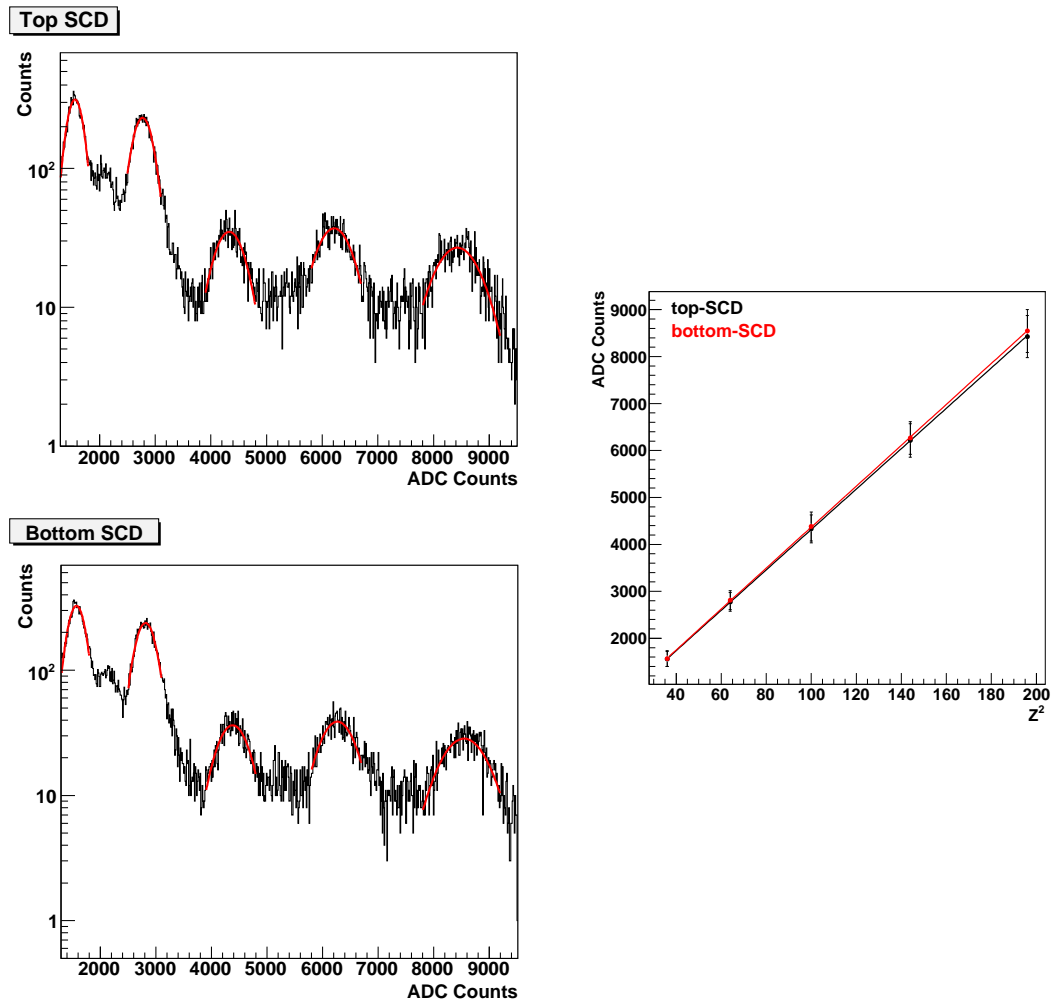 Top SCD
Counts
10²
10
1
2000 3000 4000 5000 6000 7000 8000 9000
ADC Counts
Bottom SCD
Counts
10²
10
1
2000 3000 4000 5000 6000 7000 8000 9000
ADC Counts
top-SCD
bottom-SCD
ADC Counts
9000
8000
7000
6000
5000
4000
3000
2000
40 60 80 100 120 140 160 180 200
Z²